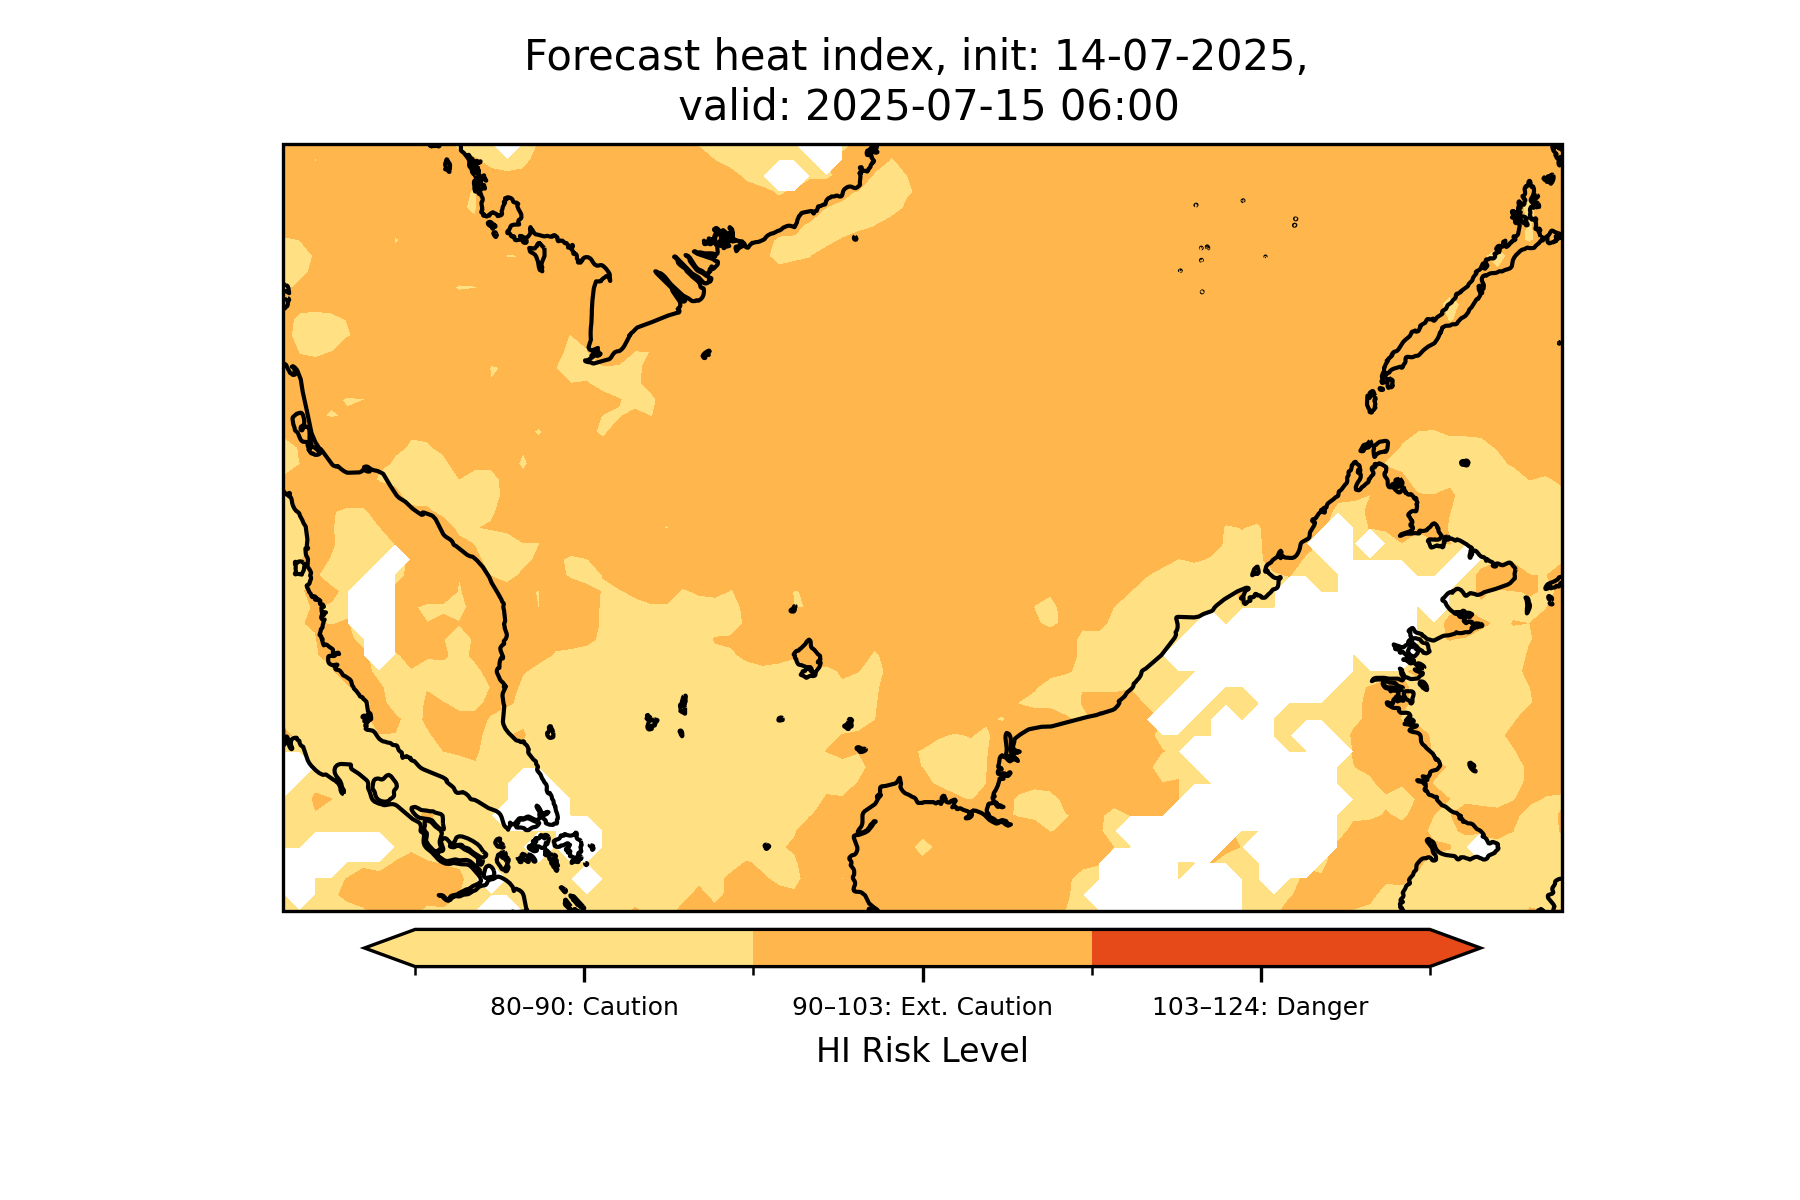 Forecast heat index, init: 14-07-2025,
valid: 2025-07-15 06:00
80–90: Caution
90–103: Ext. Caution
103–124: Danger
HI Risk Level